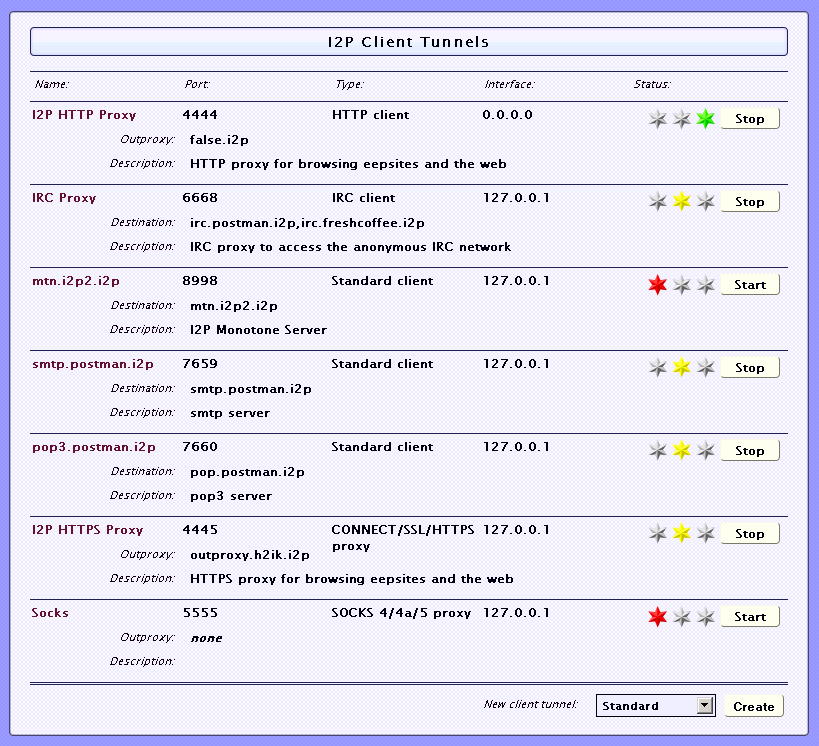 I2P Client Tunnels
Name: Port: Type: Interface: Status:
I2P HTTP Proxy 4444 HTTP client 0.0.0.0 Stop
Outproxy: false.i2p
Description: HTTP proxy for browsing eepsites and the web
IRC Proxy 6668 IRC client 127.0.0.1 Stop
Destination: irc.postman.i2p,irc.freshcoffee.i2p
Description: IRC proxy to access the anonymous IRC network
mtn.i2p2.i2p 8998 Standard client 127.0.0.1 Start
Destination: mtn.i2p2.i2p
Description: I2P Monotone Server
smtp.postman.i2p 7659 Standard client 127.0.0.1 Stop
Destination: smtp.postman.i2p
Description: smtp server
pop3.postman.i2p 7660 Standard client 127.0.0.1 Stop
Destination: pop.postman.i2p
Description: pop3 server
I2P HTTPS Proxy 4445 CONNECT/SSL/HTTPS 127.0.0.1 Stop
proxy
Outproxy: outproxy.h2ik.i2p
Description: HTTPS proxy for browsing eepsites and the web
Socks 5555 SOCKS 4/4a/5 proxy 127.0.0.1 Start
Outproxy: none
Description:
New client tunnel: Standard Create